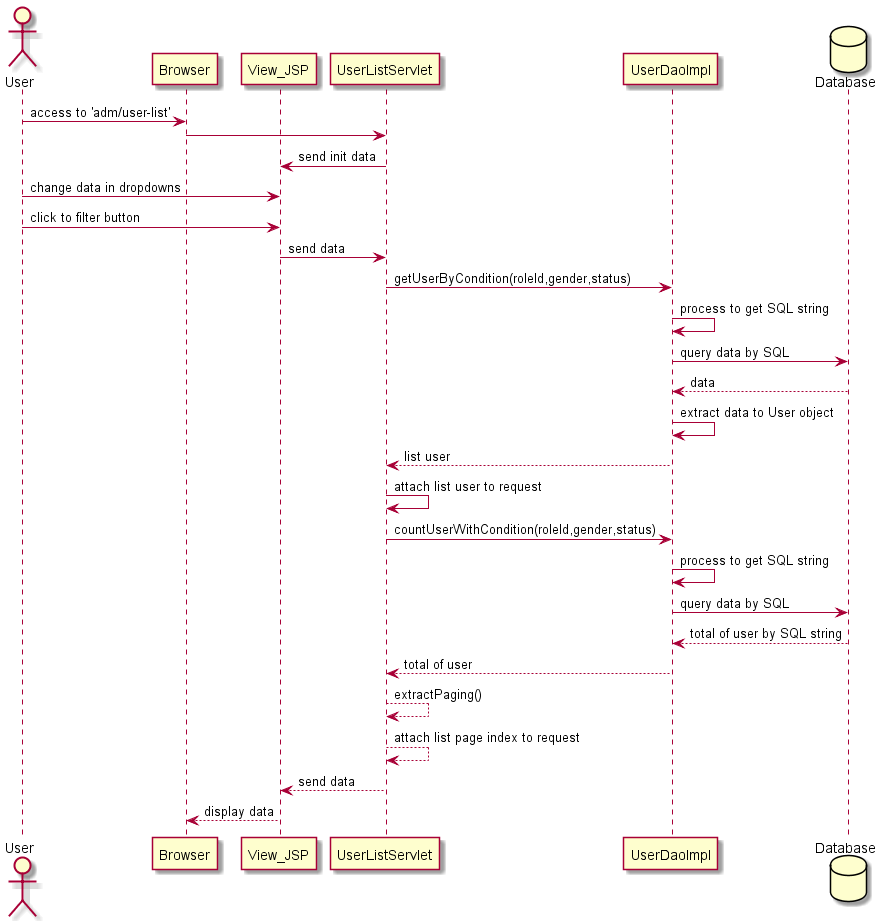 User
Browser
View_JSP
UserListServlet
UserDaoImpl
Database
access to 'adm/user-list'
send init data
change data in dropdowns
click to filter button
send data
getUserByCondition(roleId,gender,status)
process to get SQL string
query data by SQL
data
extract data to User object
list user
attach list user to request
countUserWithCondition(roleId,gender,status)
process to get SQL string
query data by SQL
total of user by SQL string
total of user
extractPaging()
attach list page index to request
send data
display data
User
Browser
View_JSP
UserListServlet
UserDaoImpl
Database